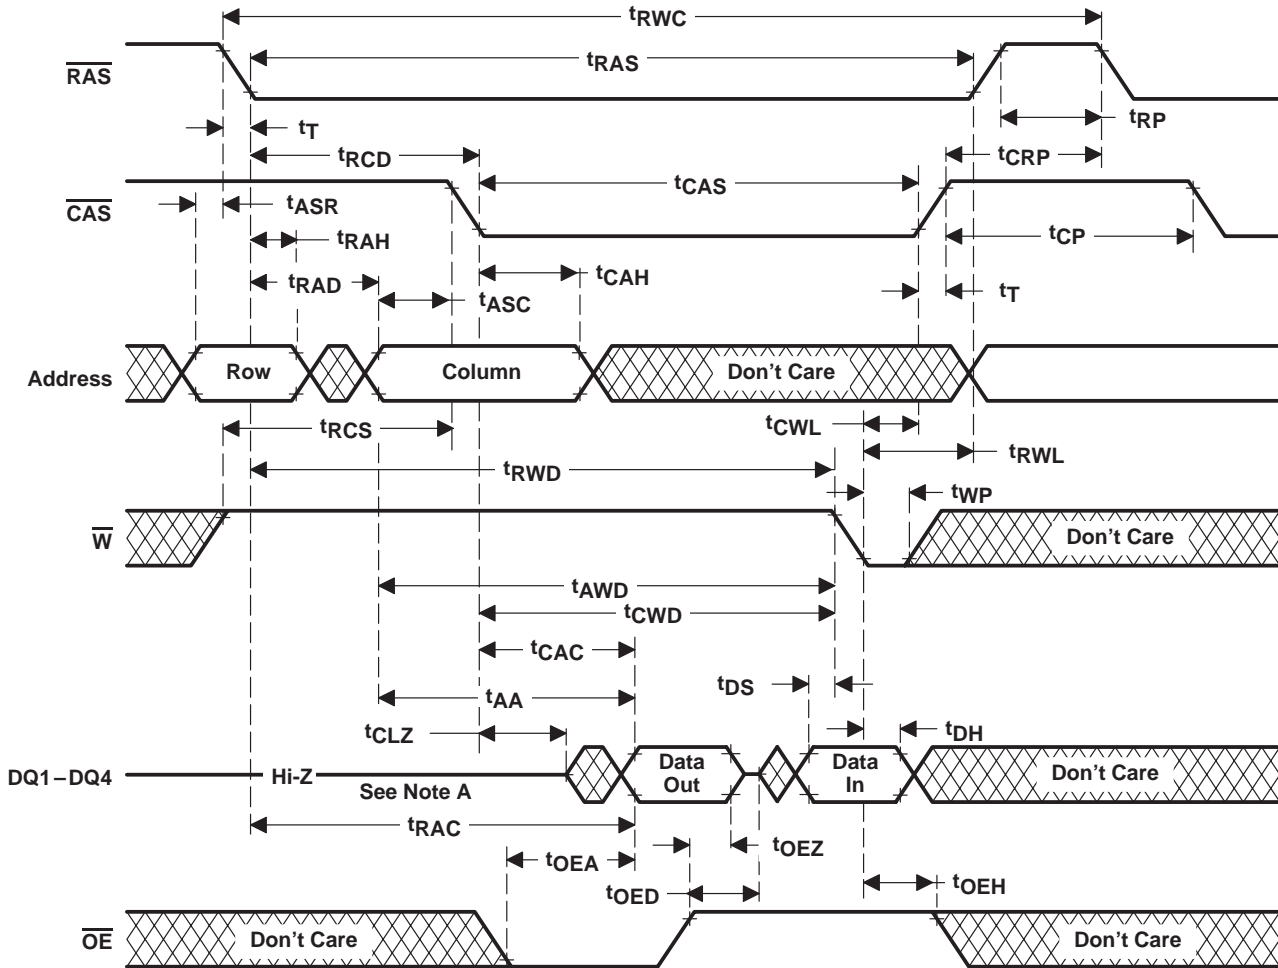 tRWC
RAS
tRAS
tT
tRP
tRCD
tCRP
CAS
tASR
tCAS
tRAH
tCP
tRAD
tCAH
tASC
tT
Address
Row
Column
Don't Care
tRCS
tCWL
tRWL
tRWD
tWP
W
Don't Care
tAWD
tCWD
tCAC
tDS
tAA
tCLZ
tDH
DQ1–DQ4
Hi-Z
See Note A
Data
Out
Data
In
Don't Care
tRAC
tOEZ
tOEA
tOED
tOEH
OE
Don't Care
Don't Care